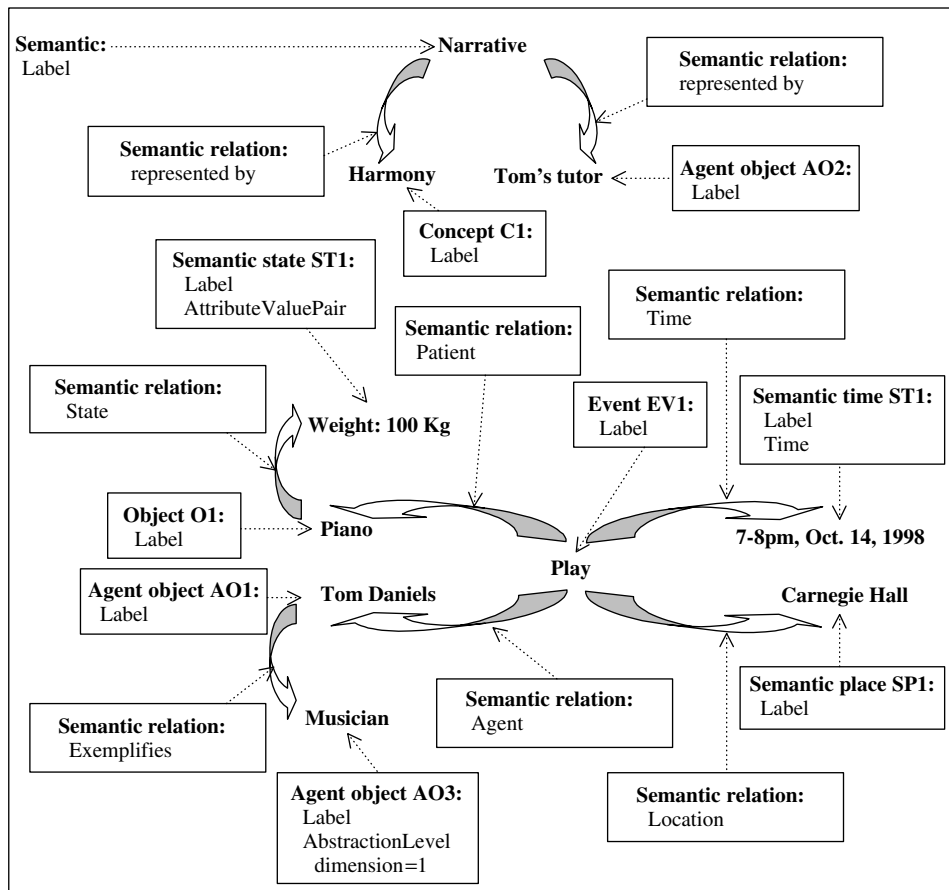 Semantic:
Label
Narrative
Semantic relation:
represented by
Semantic relation:
represented by
Harmony
Tom’s tutor
Agent object AO2:
Label
Concept C1:
Label
Semantic state ST1:
Label
AttributeValuePair
Semantic relation:
Time
Semantic relation:
Patient
Semantic relation:
State
Event EV1:
Label
Semantic time ST1:
Label
Time
Weight: 100 Kg
Object O1:
Label
Piano
7-8pm, Oct. 14, 1998
Play
Agent object AO1:
Label
Tom Daniels
Carnegie Hall
Semantic relation:
Exemplifies
Musician
Semantic relation:
Agent
Semantic place SP1:
Label
Agent object AO3:
Label
AbstractionLevel
dimension=1
Semantic relation:
Location